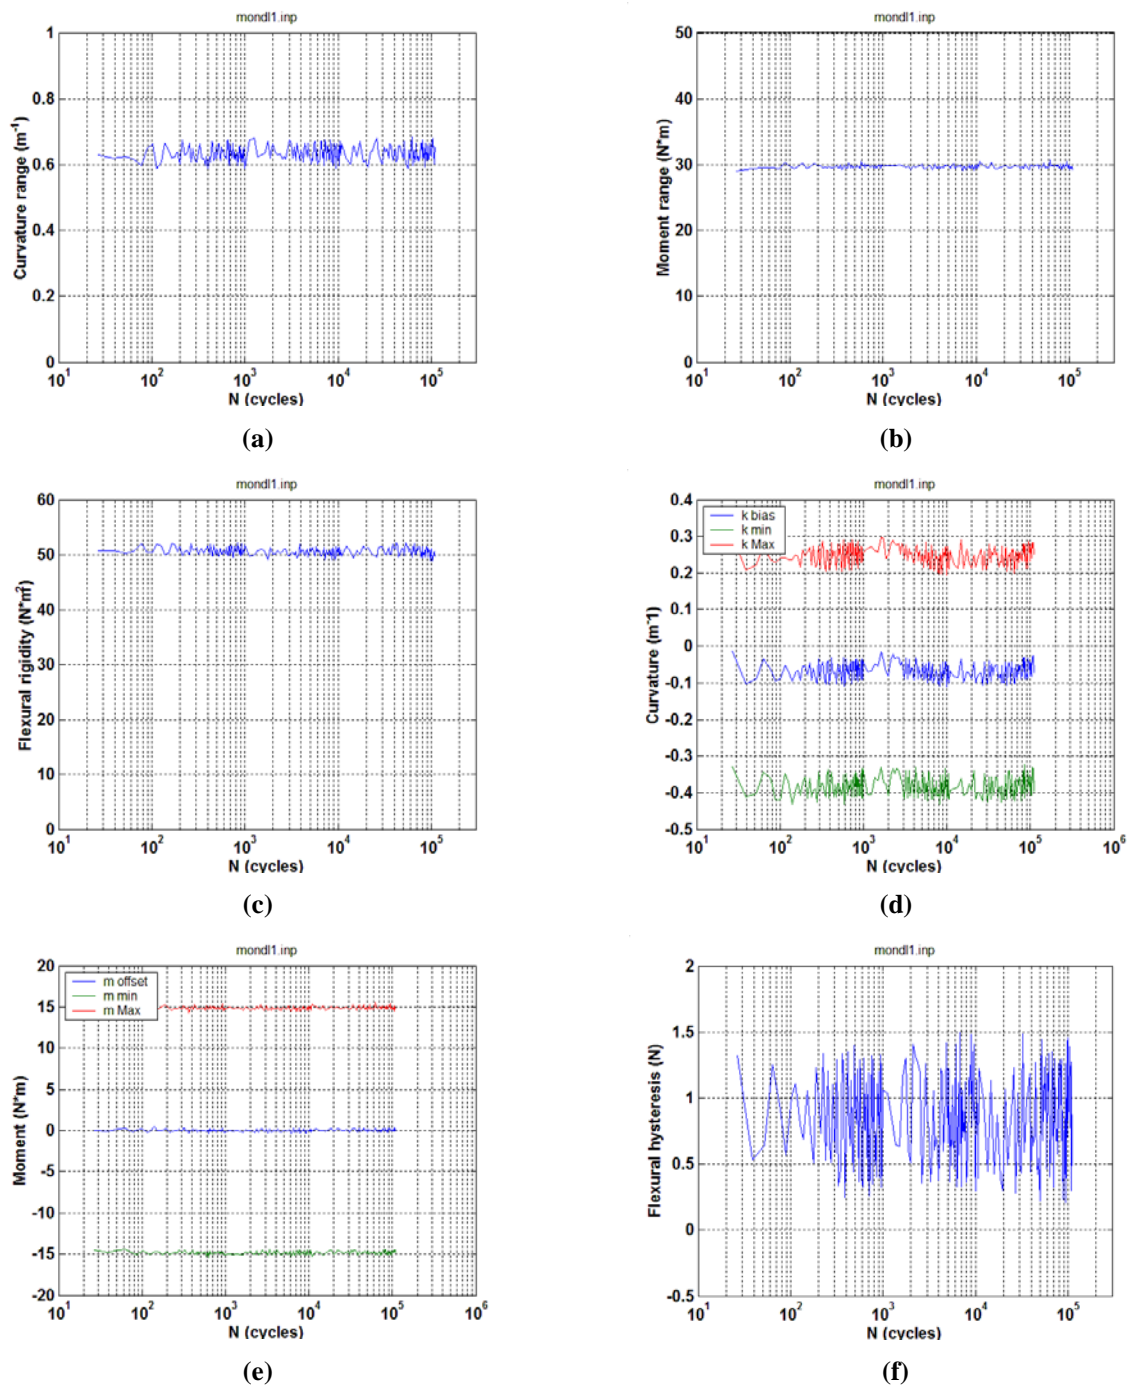 mondl1.inp
Curvature range (m⁻¹)
1
0.8
0.6
0.4
0.2
0
10¹ 10² 10³ 10⁴ 10⁵
N (cycles)
(a)
mondl1.inp
Moment range (N*m)
50
40
30
20
10
0
10¹ 10² 10³ 10⁴ 10⁵
N (cycles)
(b)
mondl1.inp
Flexural rigidity (N*m²)
60
50
40
30
20
10
0
10¹ 10² 10³ 10⁴ 10⁵
N (cycles)
(c)
mondl1.inp
k bias
k min
k Max
Curvature (m⁻1)
0.4
0.3
0.2
0.1
0
-0.1
-0.2
-0.3
-0.4
-0.5
10¹ 10² 10³ 10⁴ 10⁵ 10⁶
N (cycles)
(d)
mondl1.inp
m offset
m min
m Max
Moment (N*m)
20
15
10
5
0
-5
-10
-15
-20
10¹ 10² 10³ 10⁴ 10⁵ 10⁶
N (cycles)
(e)
mondl1.inp
Flexural hysteresis (N)
2
1.5
1
0.5
0
-0.5
10¹ 10² 10³ 10⁴ 10⁵
N (cycles)
(f)